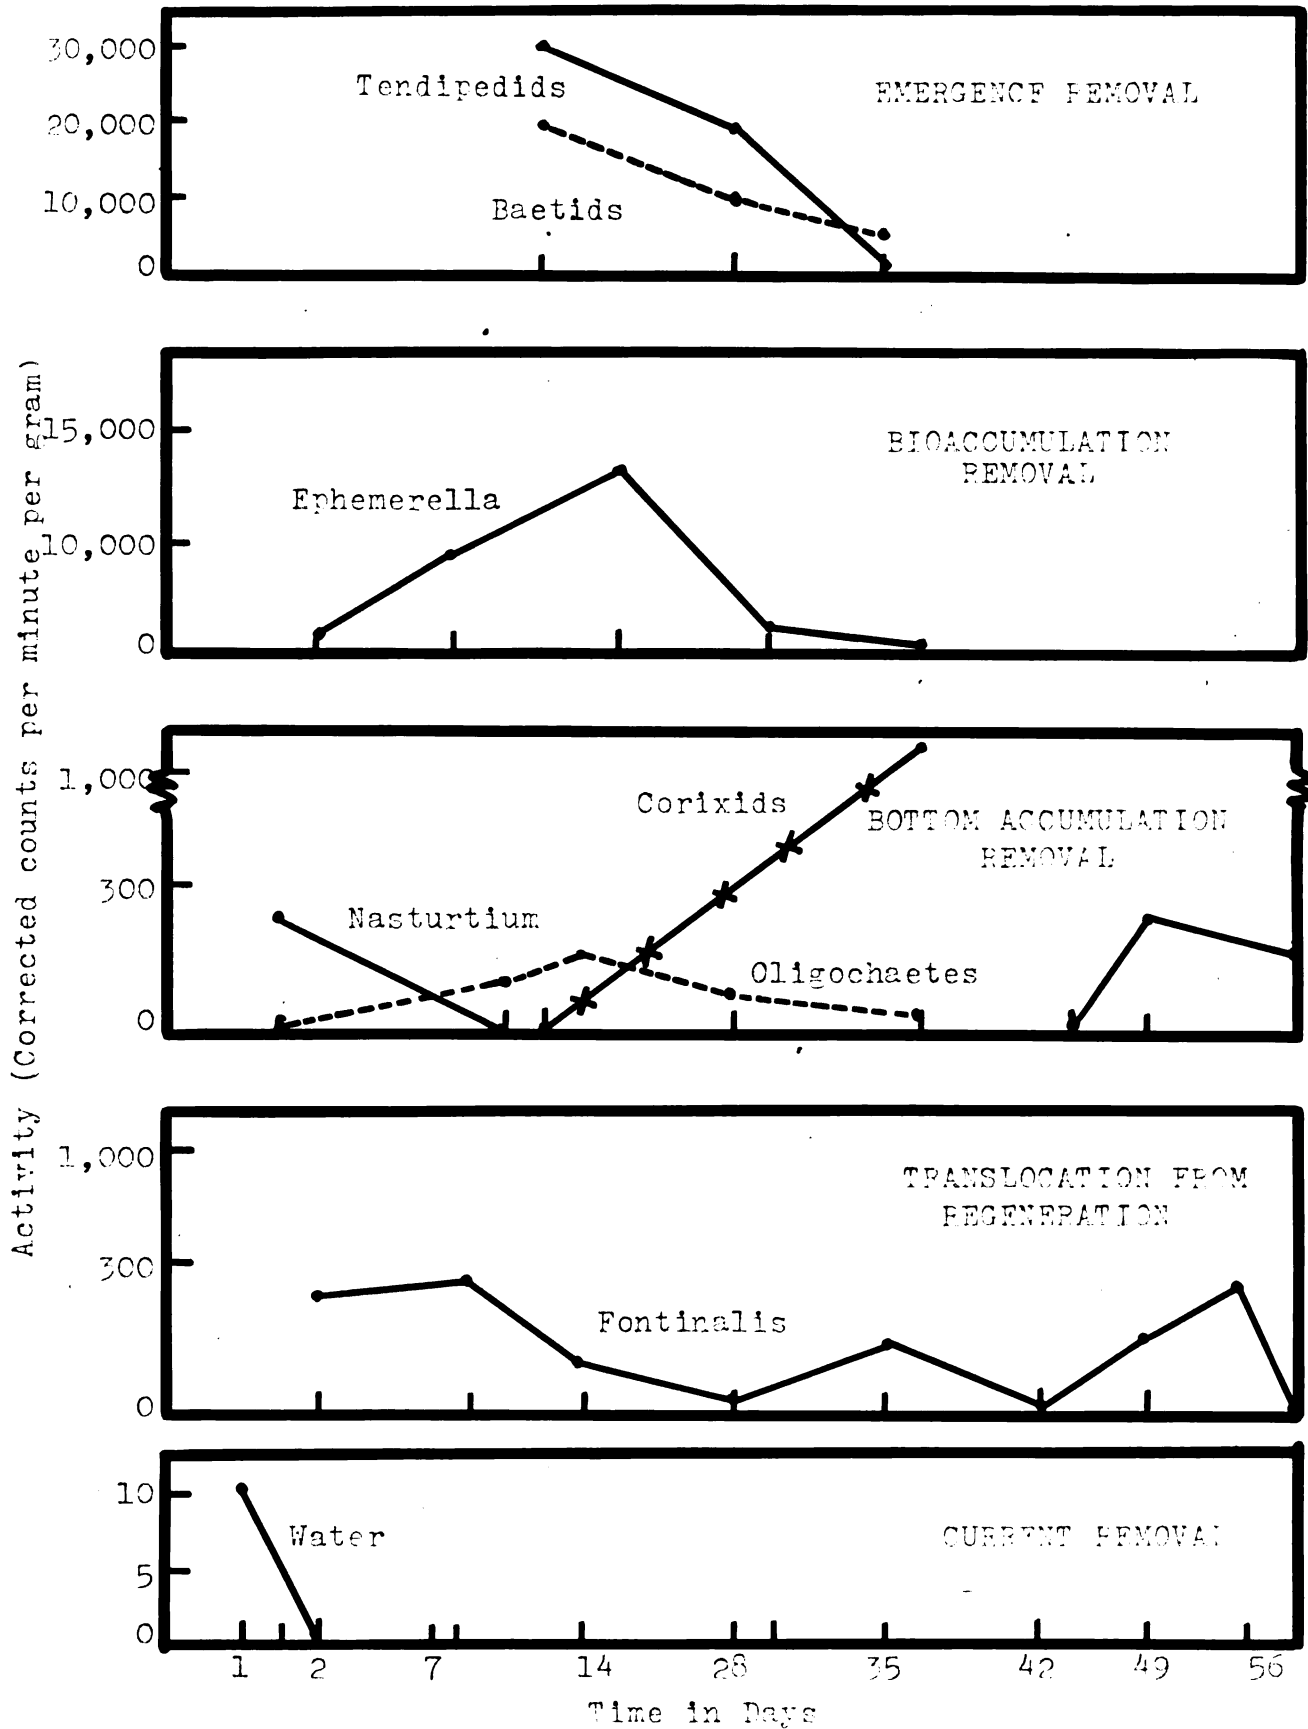 30,000
Tendipedids
EMERGENCE REMOVAL
20,000
10,000
Baetids
0
15,000
BIOACCUMULATION
REMOVAL
Ephemerella
10,000
0
1,000
Corixids
BOTTOM ACCUMULATION
REMOVAL
300
Nasturtium
Oligochaetes
0
1,000
TRANSLOCATION FROM
REGENERATION
300
Fontinalis
0
10
Water
CURRENT REMOVAL
5
0
1 2 7 14 28 35 42 49 56
Time in Days
Activity (Corrected counts per minute per gram)